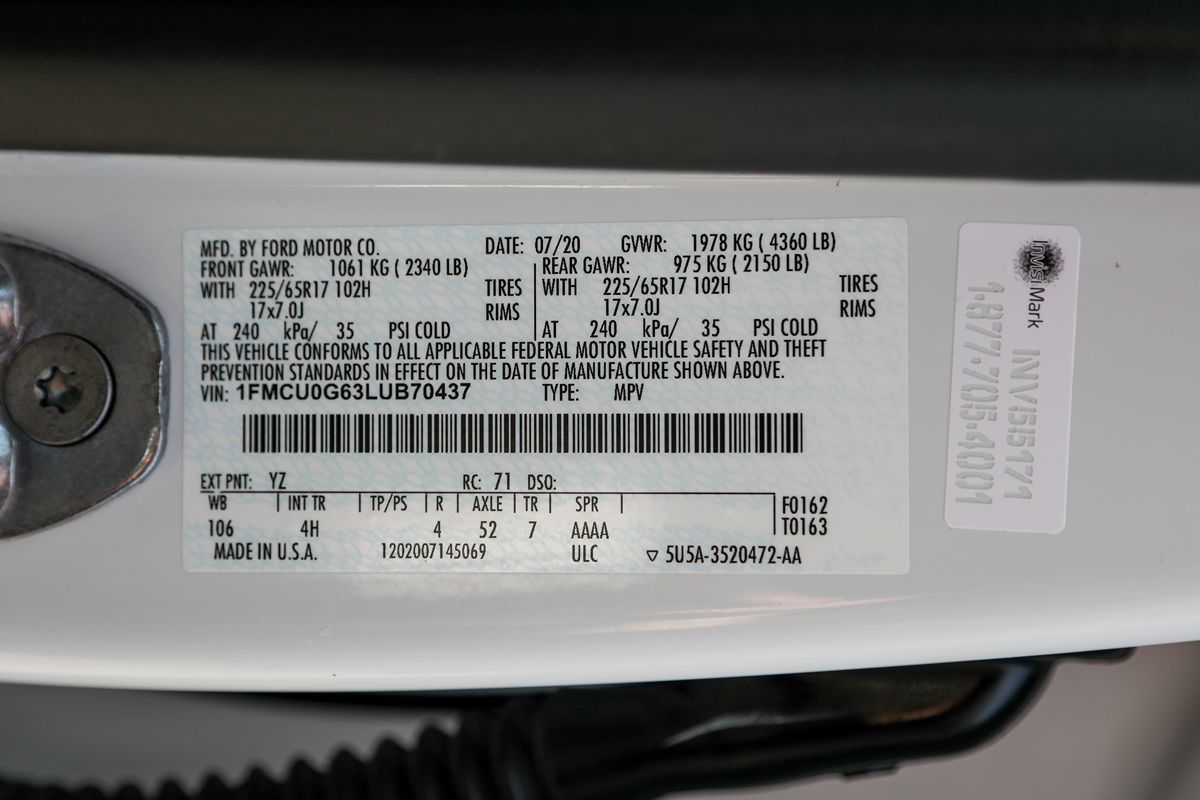 MFD. BY FORD MOTOR CO. DATE: 07/20 GVWR: 1978 KG ( 4360 LB)
FRONT GAWR: 1061 KG ( 2340 LB) REAR GAWR: 975 KG ( 2150 LB)
WITH 225/65R17 102H TIRES WITH 225/65R17 102H TIRES
17x7.0J RIMS 17x7.0J RIMS
AT 240 kPa/ 35 PSI COLD AT 240 kPa/ 35 PSI COLD
THIS VEHICLE CONFORMS TO ALL APPLICABLE FEDERAL MOTOR VEHICLE SAFETY AND THEFT
PREVENTION STANDARDS IN EFFECT ON THE DATE OF MANUFACTURE SHOWN ABOVE.
VIN: 1FMCU0G63LUB70437 TYPE: MPV
EXT PNT: YZ RC: 71 DSO:
WB INT TR TP/PS R AXLE TR SPR F0162
106 4H 4 52 7 AAAA T0163
MADE IN U.S.A. 1202007145069 ULC ▽ 5U5A-3520472-AA
InvisiMark
1-877-705-4001